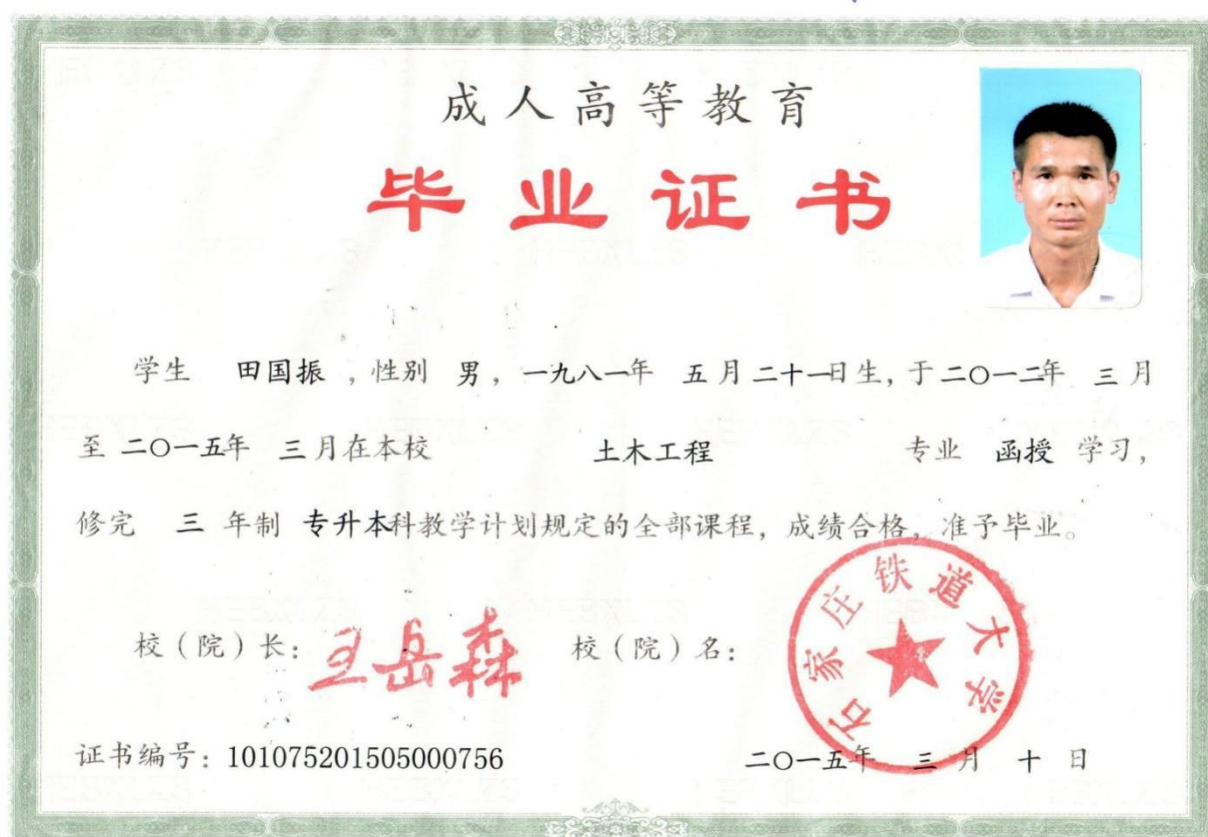 成人高等教育
毕业证书
学生 田国振 ，性别 男，一九八一年 五月二十一日生，于二〇一二年 三月
至 二〇一五年 三月在本校 土木工程 专业 函授 学习，
修完 三 年制 专升本科教学计划规定的全部课程，成绩合格，准予毕业。
校（院）长：王岳森 校（院）名：
石家庄铁道大学
证书编号：101075201505000756 二〇一五年 三月 十日